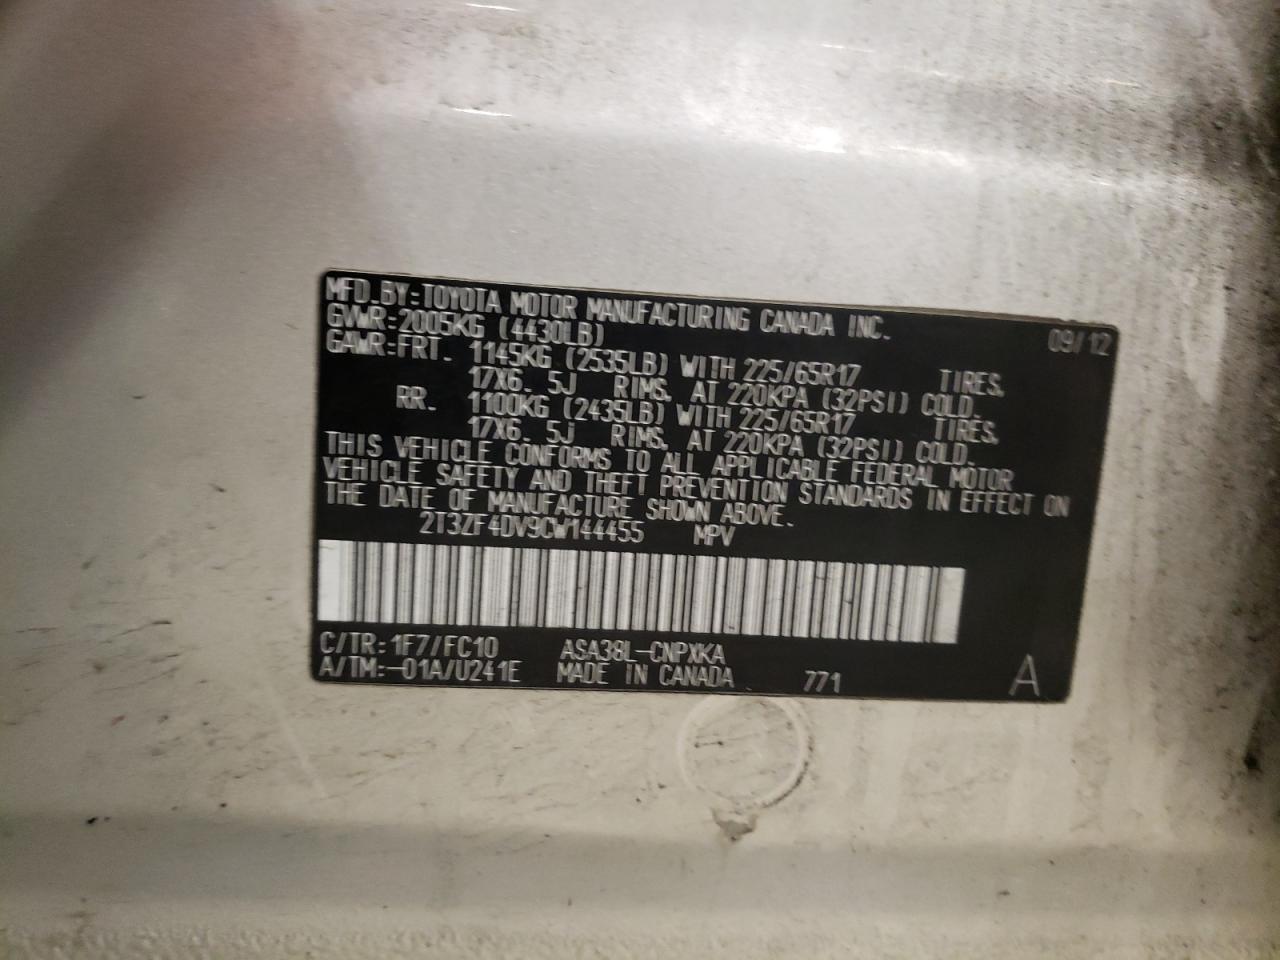 MFD. BY: TOYOTA MOTOR MANUFACTURING CANADA INC.
GVWR: 2005KG (4430LB) 09/12
GAWR: FRT. 1145KG (2535LB) WITH 225/65R17 TIRES,
17X6. 5J RIMS, AT 220KPA (32PSI) COLD.
RR. 1100KG (2435LB) WITH 225/65R17 TIRES,
17X6. 5J RIMS, AT 220KPA (32PSI) COLD.
THIS VEHICLE CONFORMS TO ALL APPLICABLE FEDERAL MOTOR
VEHICLE SAFETY AND THEFT PREVENTION STANDARDS IN EFFECT ON
THE DATE OF MANUFACTURE SHOWN ABOVE.
2T3ZF4DV9CW144455 MPV
C/TR: 1F7/FC10 ASA38L-CNPXKA
A/TM: -01A/U241E MADE IN CANADA 771 A